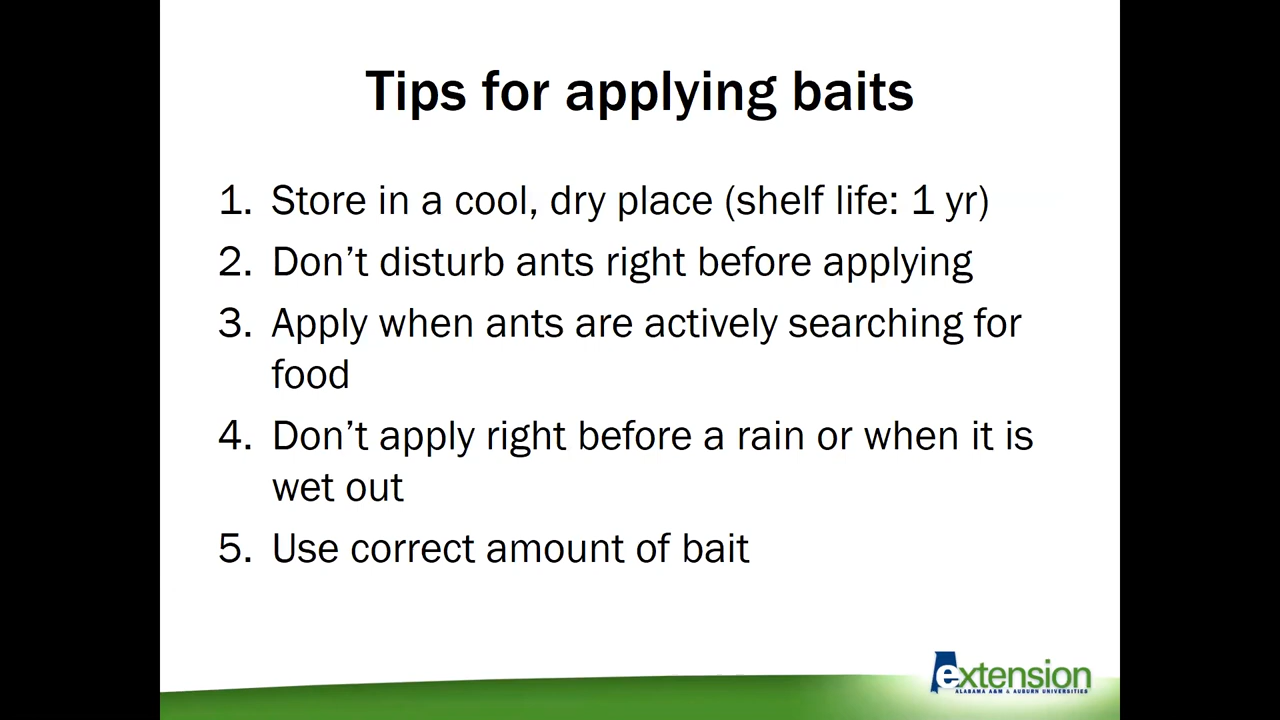 Tips for applying baits
1. Store in a cool, dry place (shelf life: 1 yr)
2. Don’t disturb ants right before applying
3. Apply when ants are actively searching for
food
4. Don’t apply right before a rain or when it is
wet out
5. Use correct amount of bait
extension
ALABAMA A&M & AUBURN UNIVERSITIES